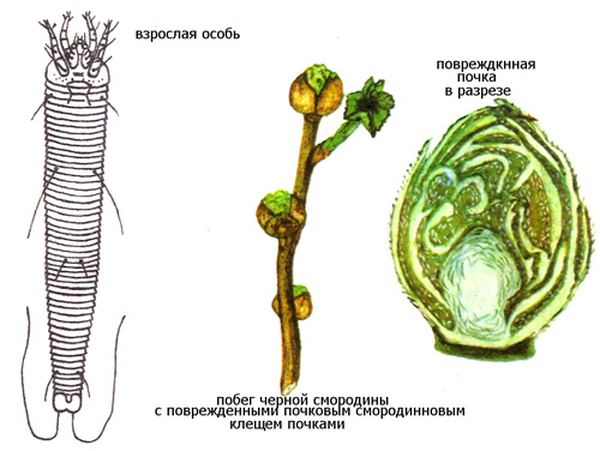 взрослая особь
повреждкнная
почка
в разрезе
побег черной смородины
с поврежденными почковым смородинновым
клещем почками